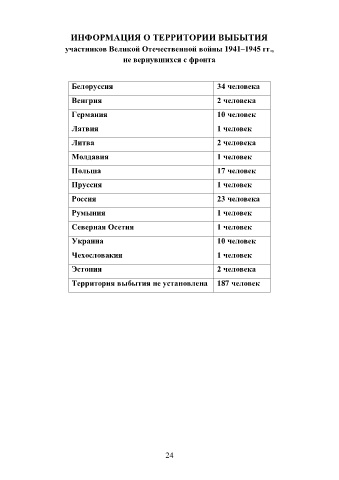 ИНФОРМАЦИЯ О ТЕРРИТОРИИ ВЫБЫТИЯ
участников Великой Отечественной войны 1941–1945 гг.,
не вернувшихся с фронта
Белоруссия 34 человека
Венгрия 2 человека
Германия 10 человек
Латвия 1 человек
Литва 2 человека
Молдавия 1 человек
Польша 17 человек
Пруссия 1 человек
Россия 23 человека
Румыния 1 человек
Северная Осетия 1 человек
Украина 10 человек
Чехословакия 1 человек
Эстония 2 человека
Территория выбытия не установлена 187 человек
24